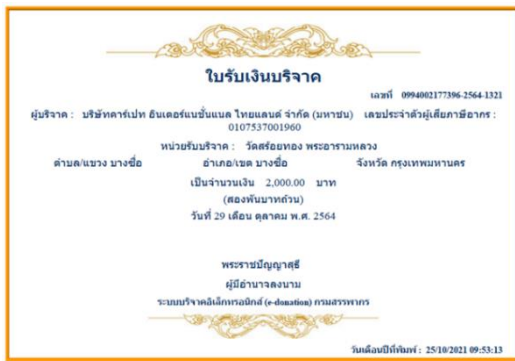 ใบรับเงินบริจาค
เลขที่ 0994002177396-2564-1321
ผู้บริจาค : บริษัทคาร์เปท อินเตอร์แนชั่นแนล ไทยแลนด์ จำกัด (มหาชน) เลขประจำตัวผู้เสียภาษีอากร :
0107537001960
หน่วยรับบริจาค : วัดสร้อยทอง พระอารามหลวง
ตำบล/แขวง บางซื่อ อำเภอ/เขต บางซื่อ จังหวัด กรุงเทพมหานคร
เป็นจำนวนเงิน 2,000.00 บาท
(สองพันบาทถ้วน)
วันที่ 29 เดือน ตุลาคม พ.ศ. 2564
พระราชปัญญาสุธี
ผู้มีอำนาจลงนาม
ระบบบริจาคอิเล็กทรอนิกส์ (e-donation) กรมสรรพากร
วันเดือนปีที่พิมพ์ : 25/10/2021 09:53:13